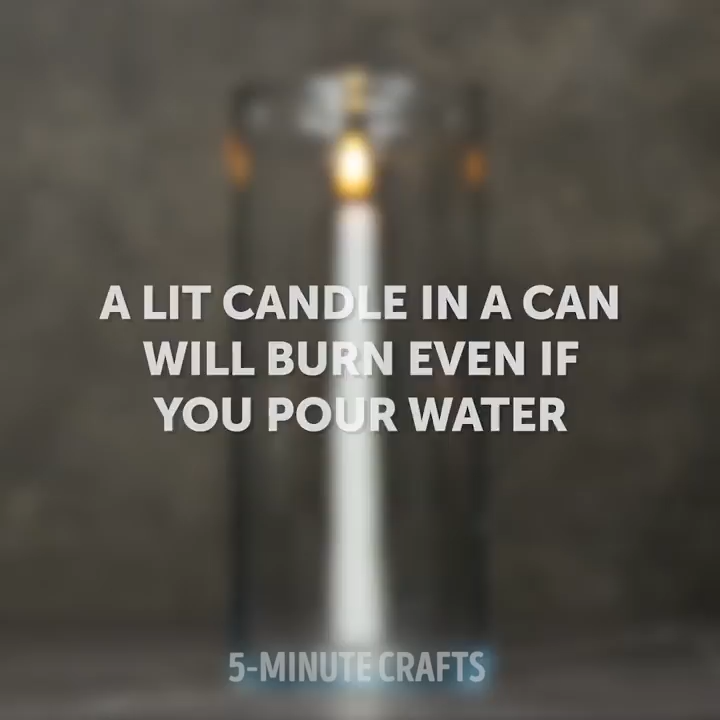 A LIT CANDLE IN A CAN
WILL BURN EVEN IF
YOU POUR WATER
5-MINUTE CRAFTS